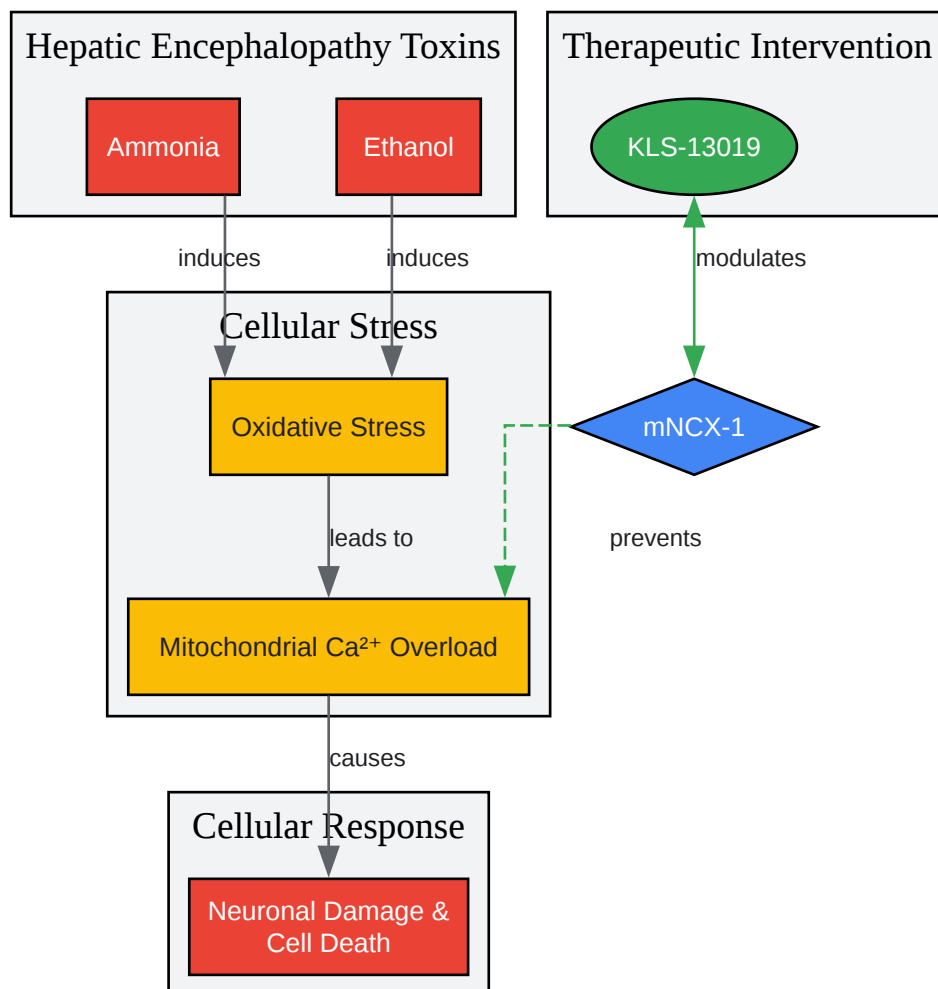 Hepatic Encephalopathy Toxins
Therapeutic Intervention
Ammonia
Ethanol
KLS-13019
induces
induces
modulates
Cellular Stress
Oxidative Stress
mNCX-1
leads to
prevents
Mitochondrial Ca²⁺ Overload
causes
Cellular Response
Neuronal Damage &
Cell Death